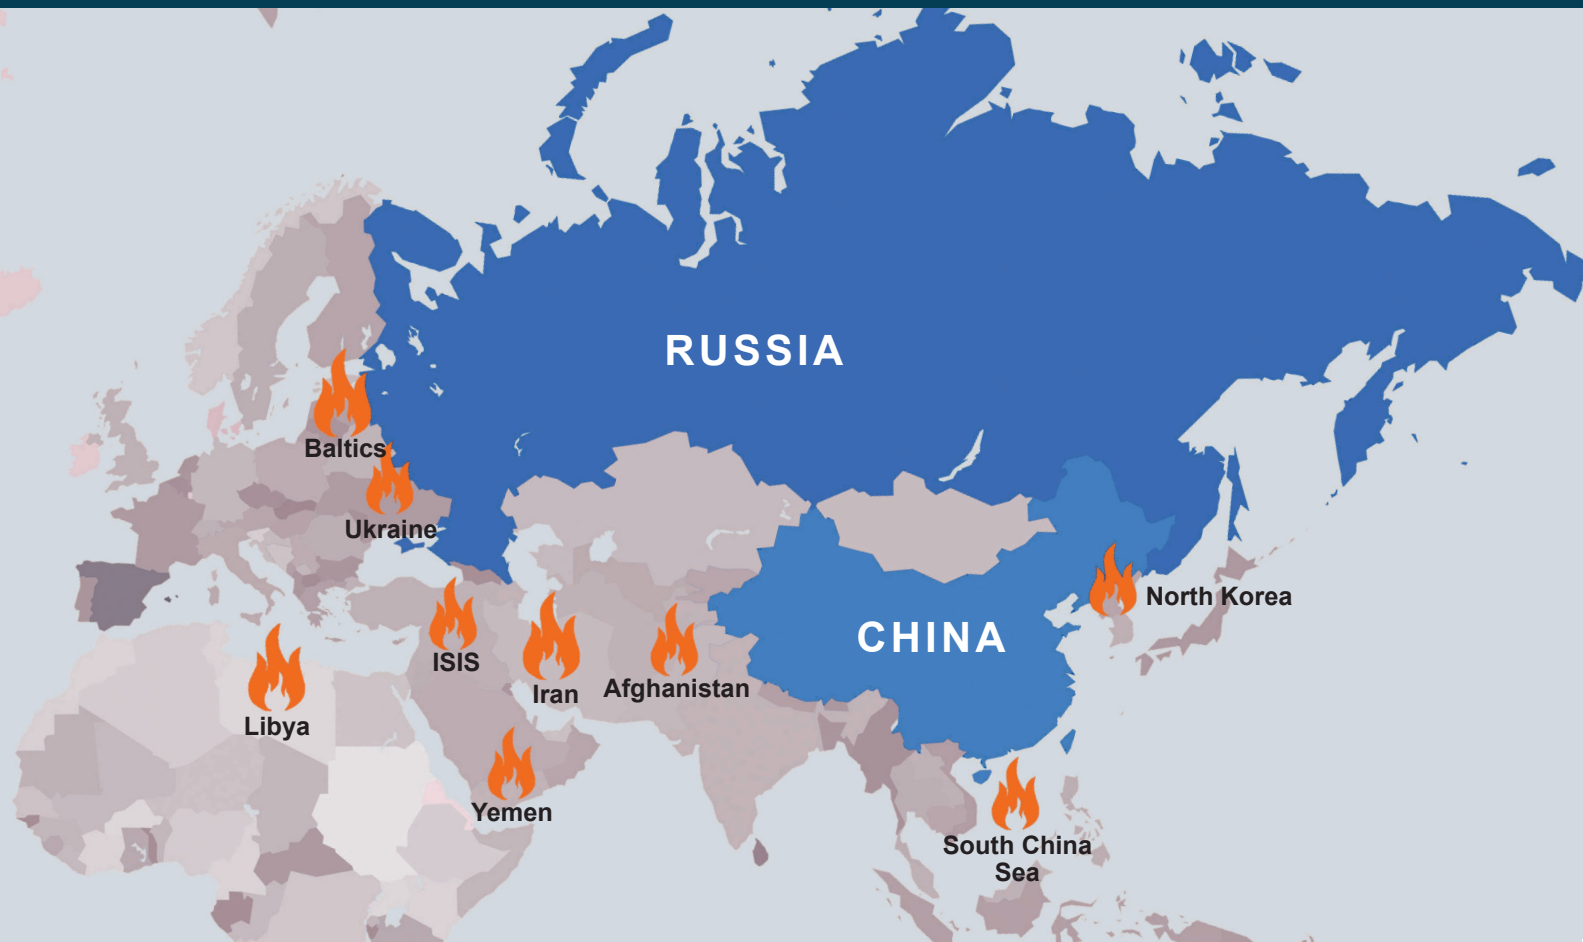 RUSSIA
Baltics
Ukraine
North Korea
CHINA
ISIS
Iran
Afghanistan
Libya
Yemen
South China
Sea